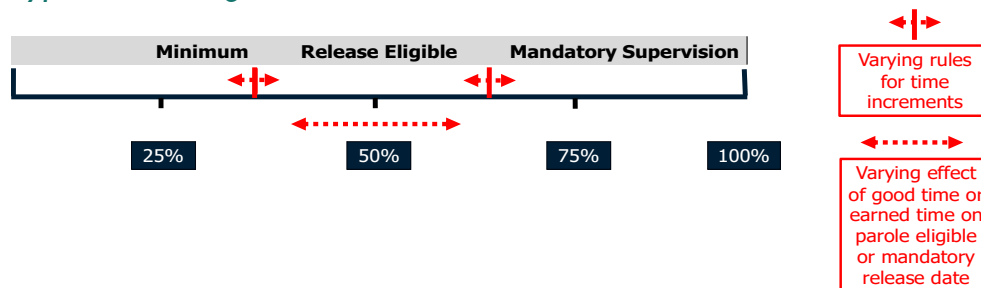 Minimum Release Eligible Mandatory Supervision
25% 50% 75% 100%
Varying rules
for time
increments
Varying effect
of good time or
earned time on
parole eligible
or mandatory
release date